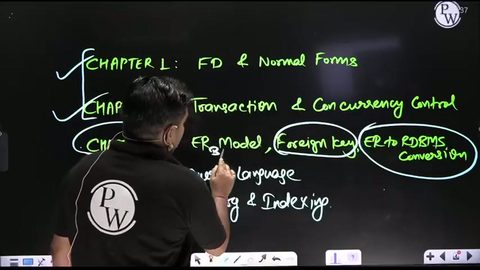 PW
37
CHAPTER 1: FD & Normal Forms
Transaction & Concurrency Control
ER Model, Foreign Key, ER to RDBMS Conversion
Language
& Indexing.
PW